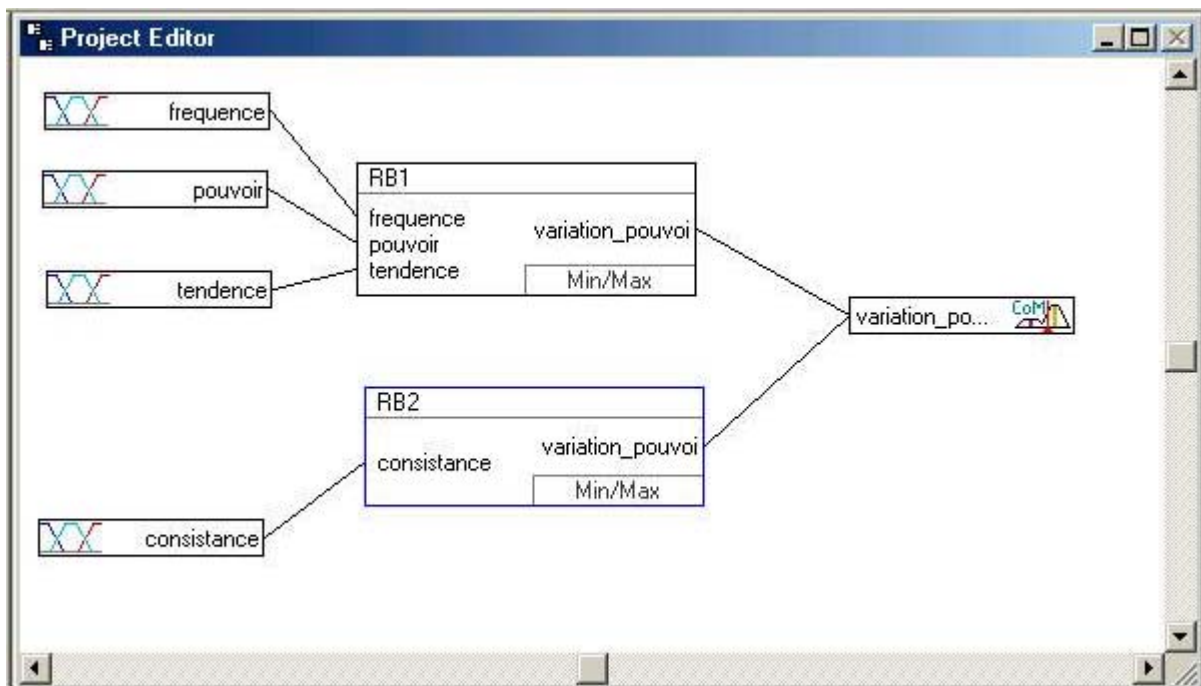 Project Editor
frequence
pouvoir
tendence
RB1
frequence
pouvoir
tendence
variation_pouvoi
Min/Max
variation_po...
CoM
RB2
consistance
variation_pouvoi
Min/Max
consistance